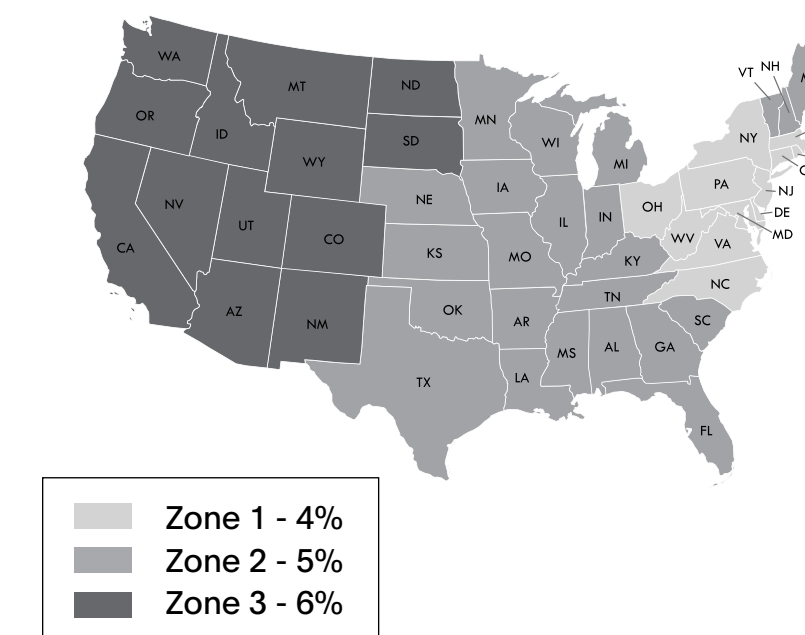 WA
MT
ND
MN
VT
NH
OR
ID
SD
WI
NY
WY
MI
NV
NE
IA
PA
NJ
UT
CO
IL
IN
OH
DE
CA
KS
MO
WV
VA
MD
KY
AZ
NM
OK
TN
NC
AR
SC
TX
LA
MS
AL
GA
FL
Zone 1 - 4%
Zone 2 - 5%
Zone 3 - 6%